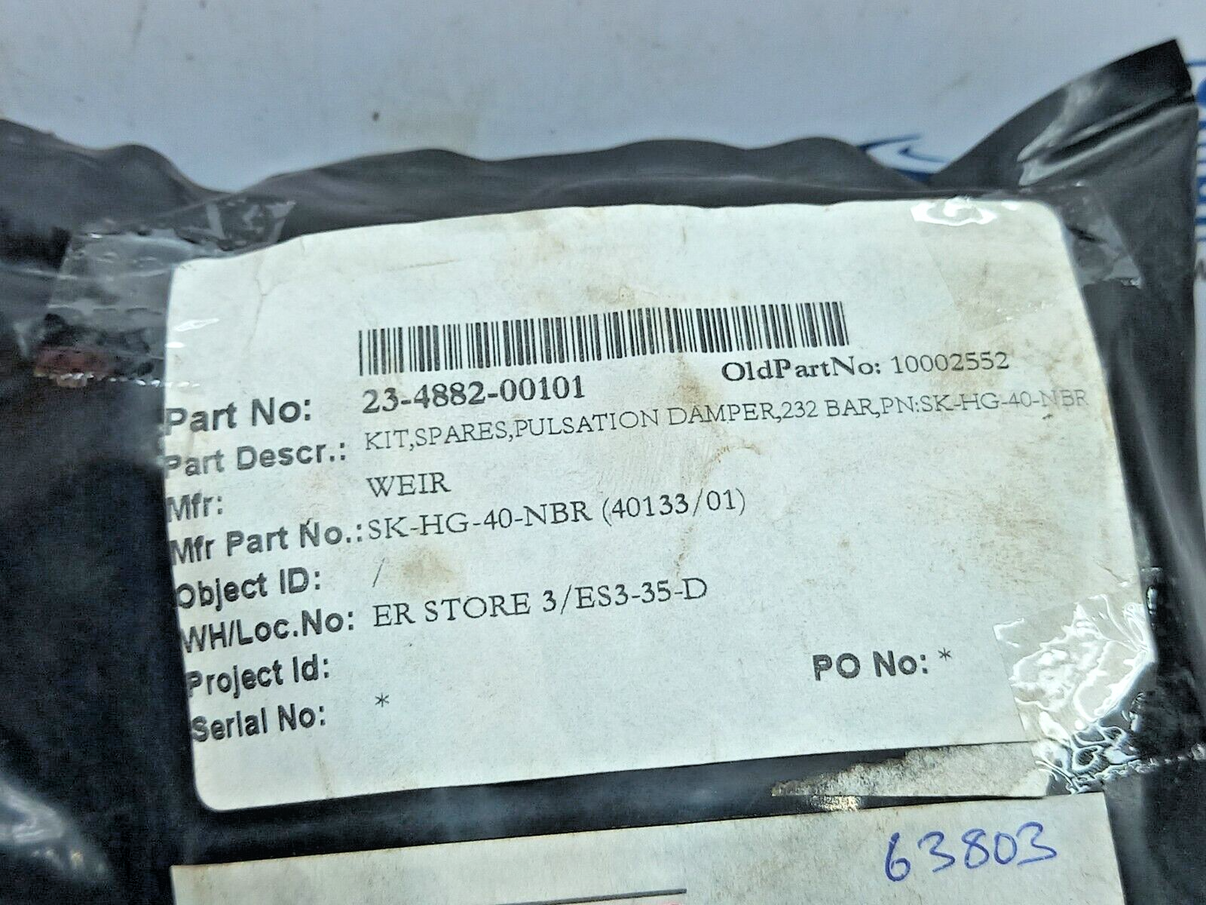 Part No: 23-4882-00101 OldPartNo: 10002552
Part Descr.: KIT,SPARES,PULSATION DAMPER,232 BAR,PN:SK-HG-40-NBR
Mfr: WEIR
Mfr Part No.: SK-HG-40-NBR (40133/01)
Object ID: /
WH/Loc.No: ER STORE 3/ES3-35-D
Project Id:
PO No: *
Serial No: *
63803